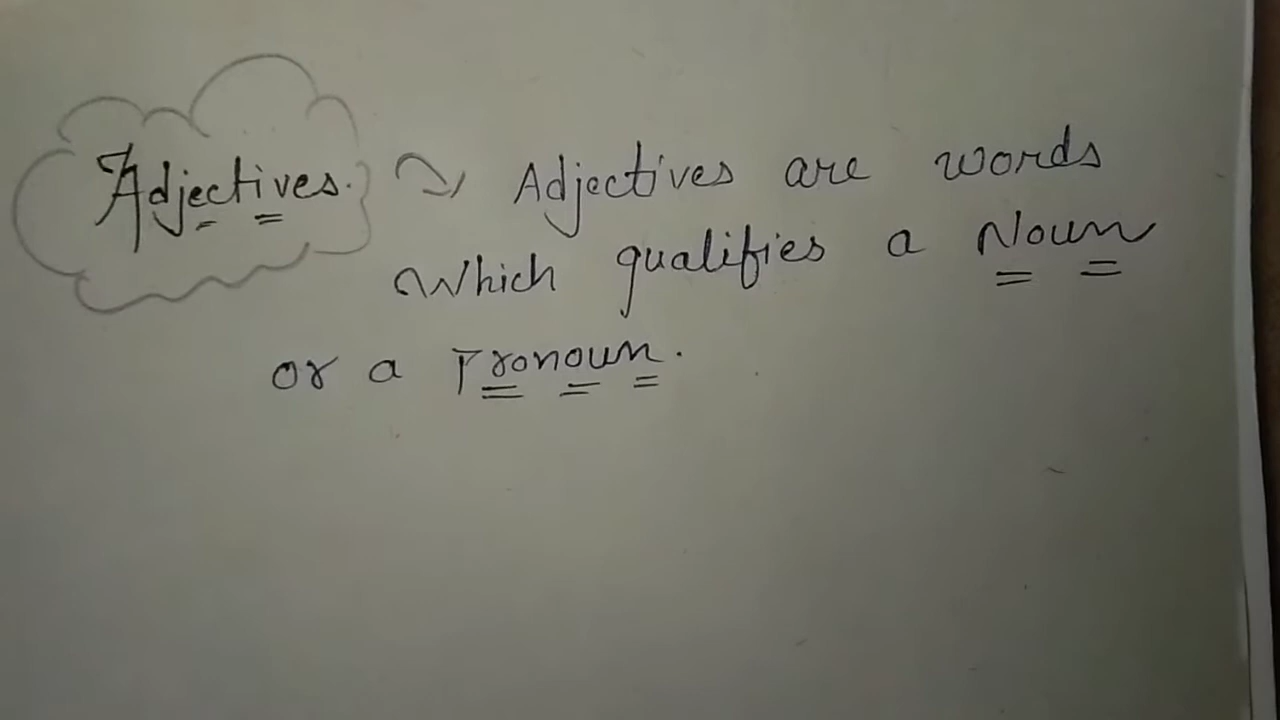 Adjectives. Adjectives are words
Which qualifies a Noun
or a Pronoun.